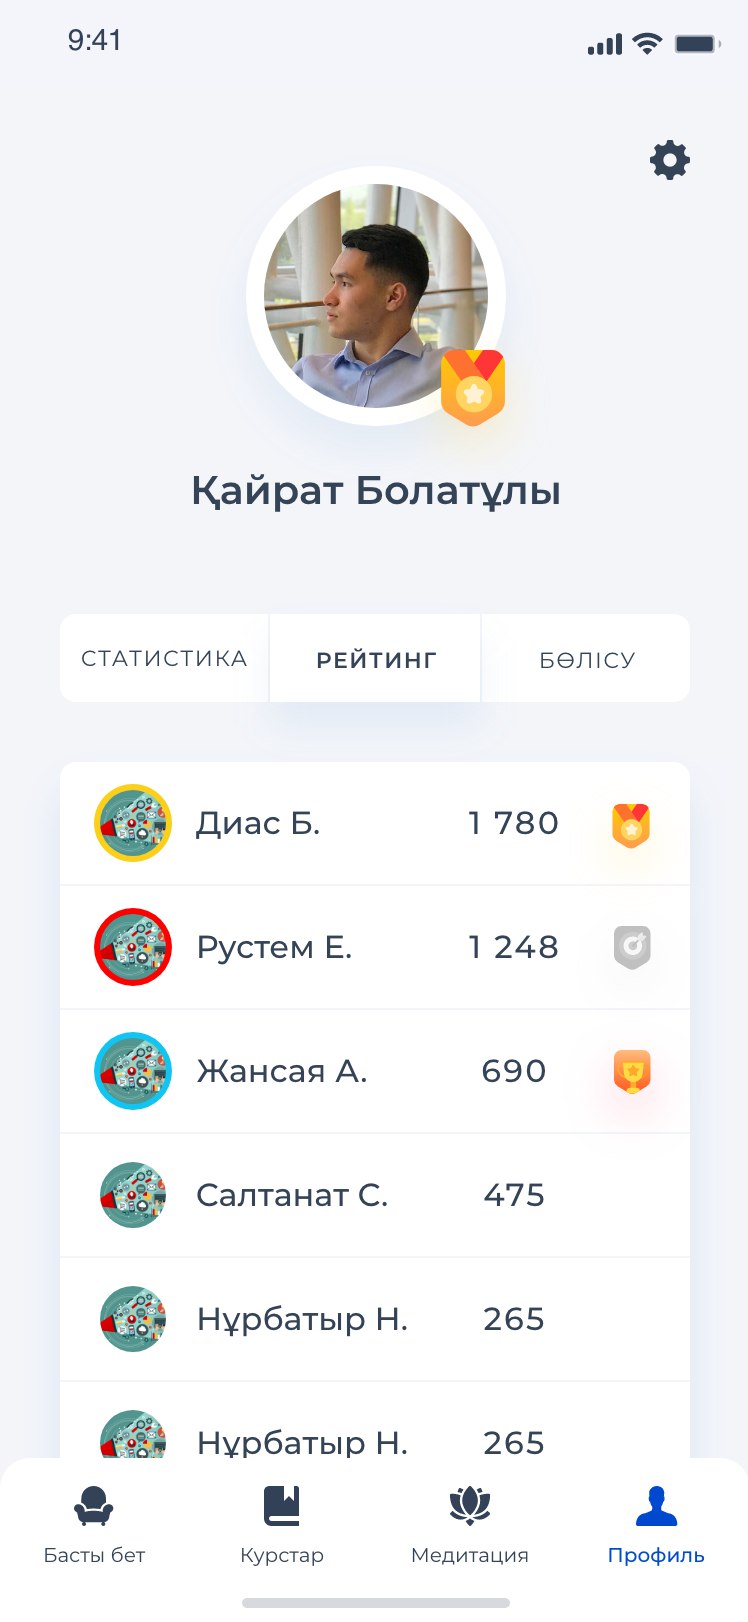 9:41
Қайрат Болатұлы
СТАТИСТИКА РЕЙТИНГ БӨЛІСУ
Диас Б. 1 780
Рустем Е. 1 248
Жансая А. 690
Салтанат С. 475
Нұрбатыр Н. 265
Нұрбатыр Н. 265
Басты бет Курстар Медитация Профиль